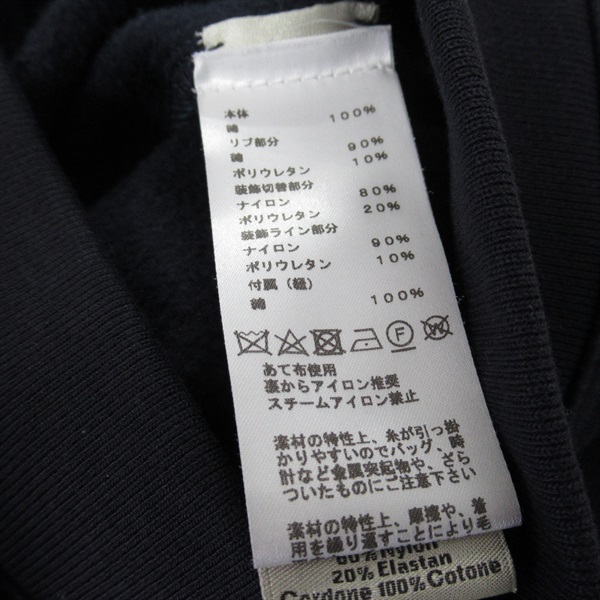 本体
綿 100%
リブ部分
綿 90%
ポリウレタン 10%
装飾切替部分
ナイロン 80%
ポリウレタン 20%
装飾ライン部分
ナイロン 90%
ポリウレタン 10%
付属（紐）
綿 100%
F W
あて布使用
裏からアイロン推奨
スチームアイロン禁止
素材の特性上、糸が引っ掛
かりやすいのでバッグ、時
計など金属突起物や、ざら
ついたものにご注意下さい
素材の特性上、摩擦や、着
用を繰り返すことにより毛
80% Nylon
20% Elastan
Cordone 100% Cotone